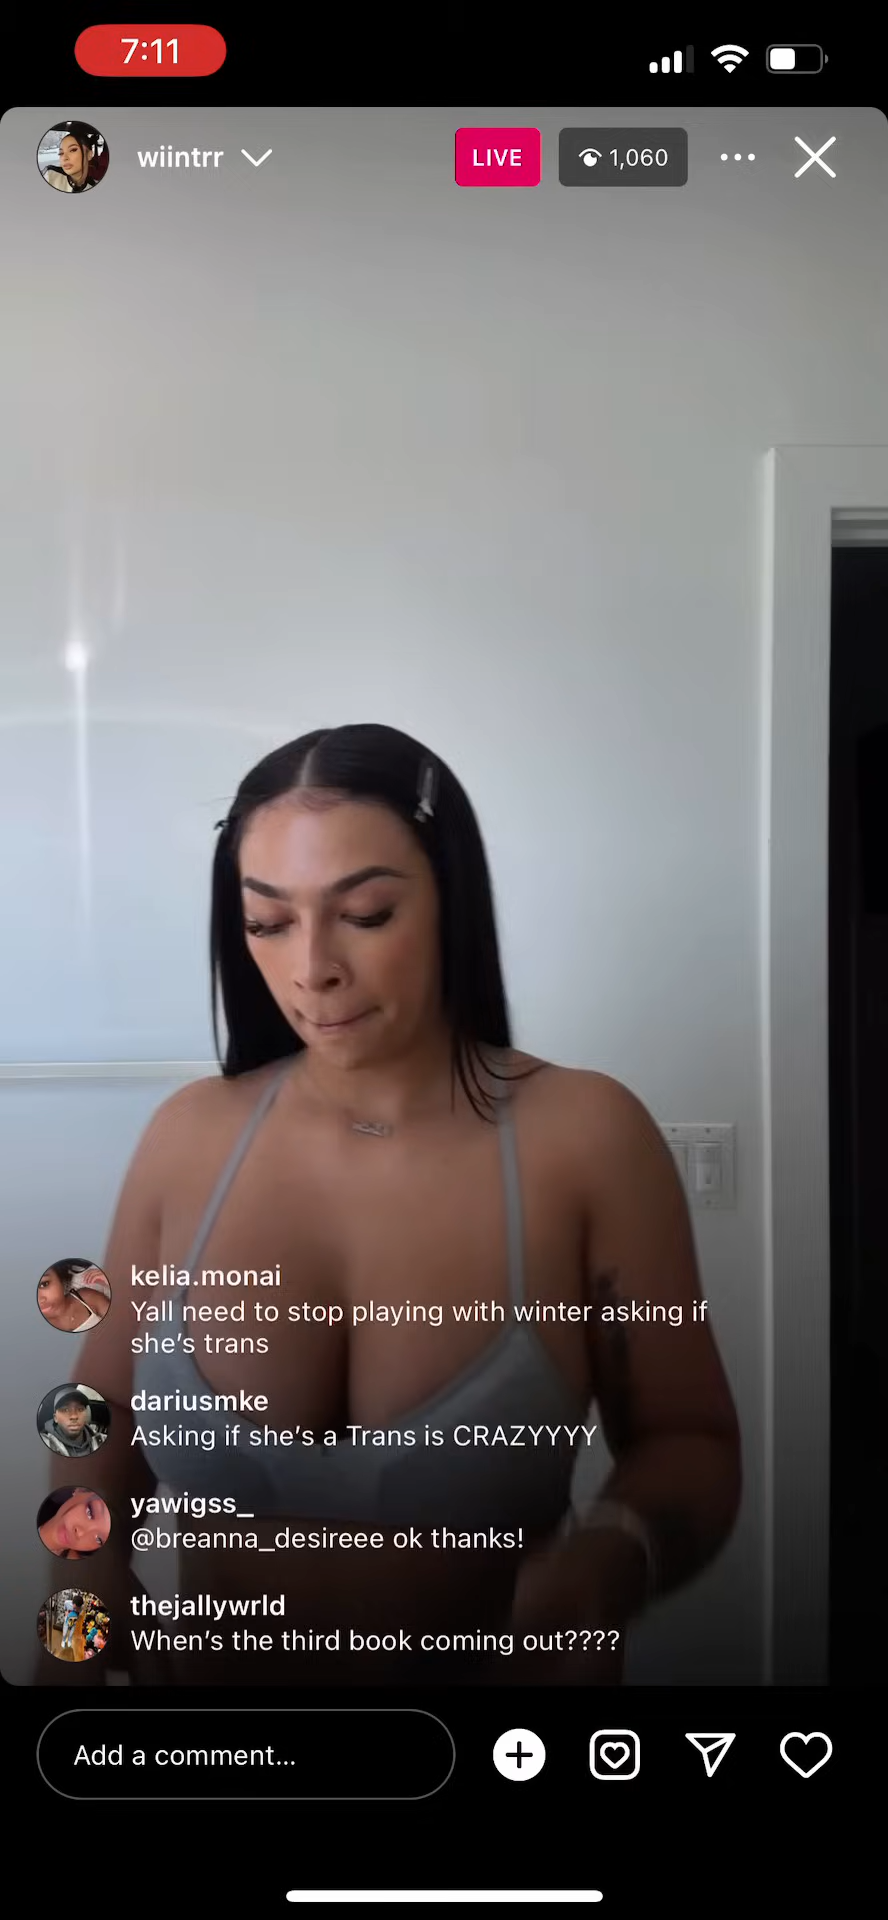 7:11
wiintrr
LIVE
1,060
kelia.monai
Yall need to stop playing with winter asking if
she's trans
dariusmke
Asking if she's a Trans is CRAZYYYY
yawigss_
@breanna_desireee ok thanks!
thejallywrld
When's the third book coming out????
Add a comment...